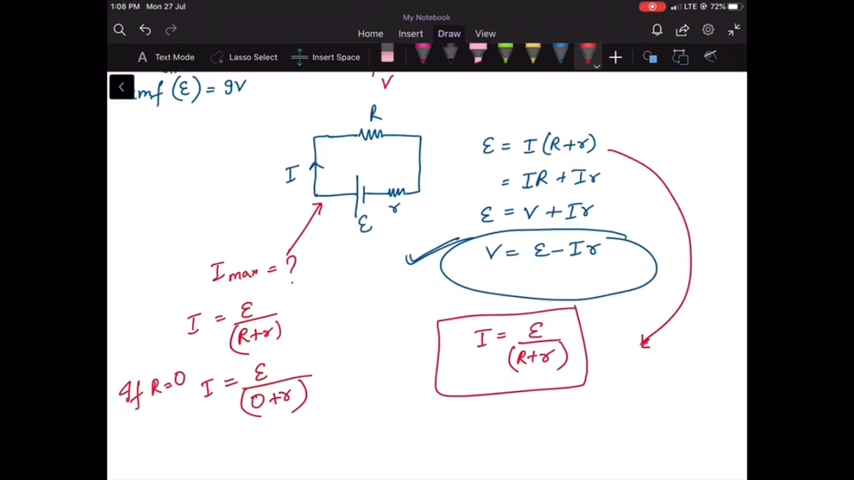 1:08 PM Mon 27 Jul
LTE 72%
My Notebook
Home Insert Draw View
Text Mode Lasso Select Insert Space
emf (ε) = 9V
V
R
I
r
ε
ε = I(R+r)
= IR + Ir
ε = V + Ir
V = ε - Ir
I max = ?
I = ε/(R+r)
If R=0 I = ε/(0+r)
I = ε/(R+r)